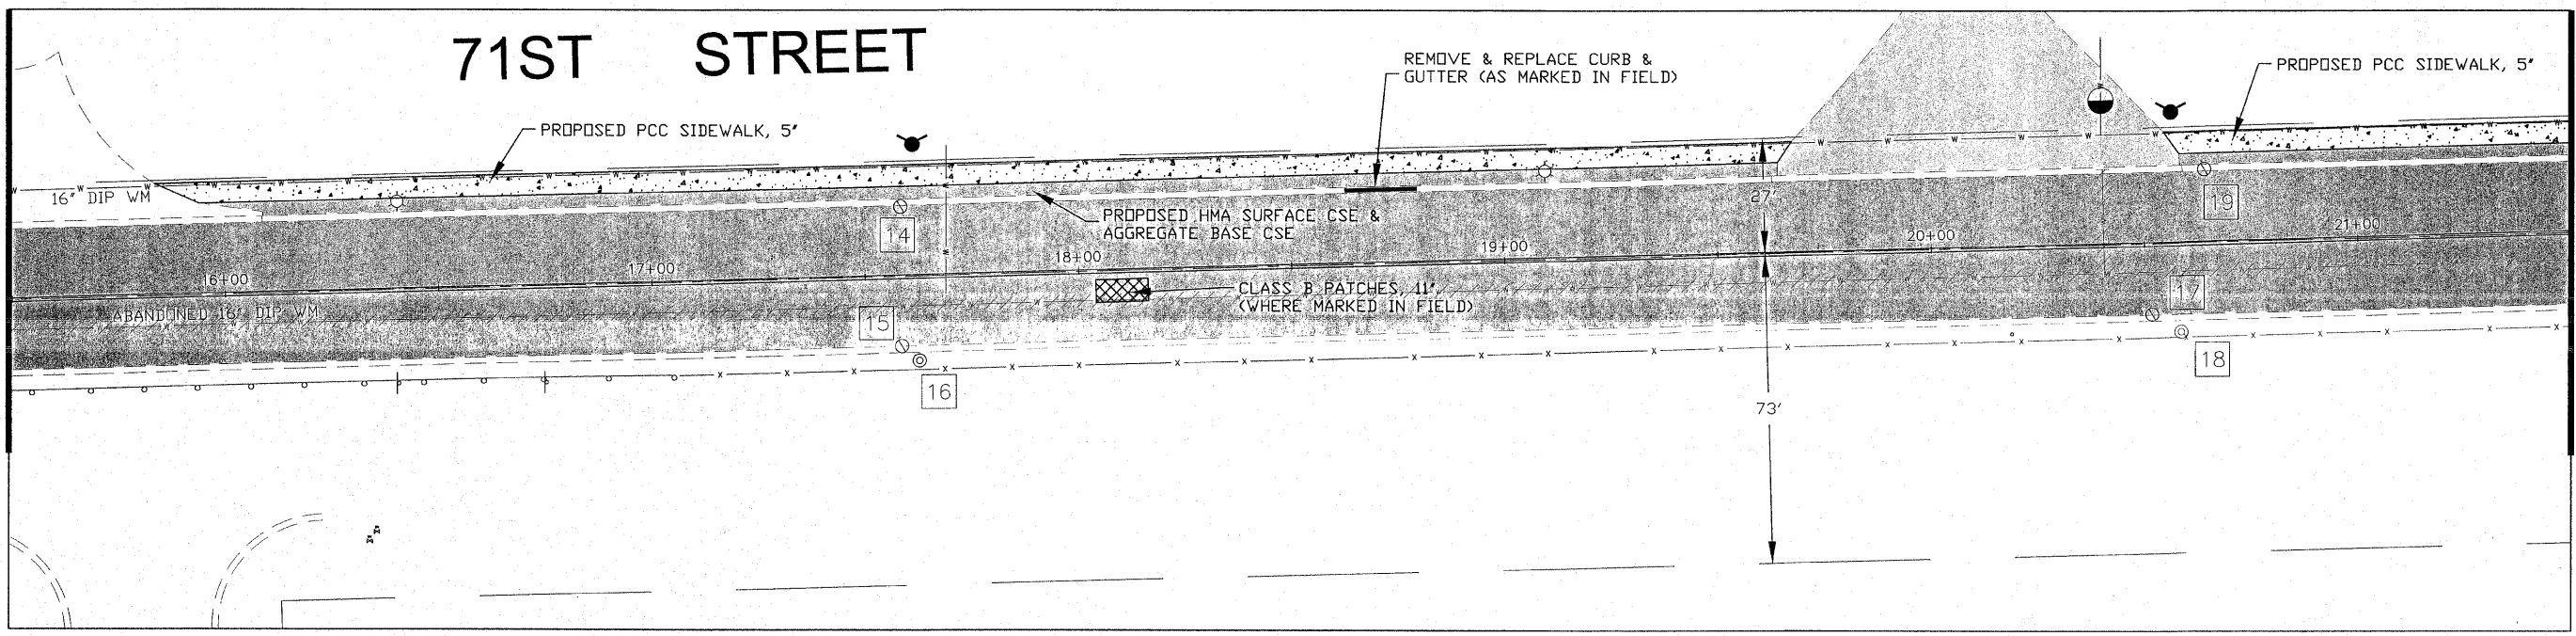 71ST STREET
REMOVE & REPLACE CURB &
GUTTER (AS MARKED IN FIELD)
PROPOSED PCC SIDEWALK, 5"
PROPOSED PCC SIDEWALK, 5"
16" DIP WM
PROPOSED HMA SURFACE CSE &
AGGREGATE BASE CSE
14
27'
19
16+00
17+00
18+00
19+00
20+00
21+00
CLASS B PATCHES, 11"
(WHERE MARKED IN FIELD)
ABANDONED 16" DIP WM
15
17
16
18
73'